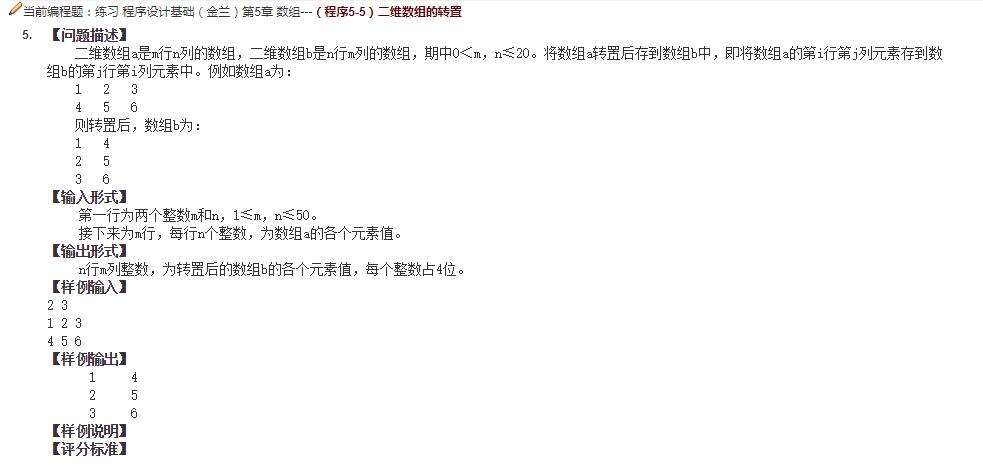 当前编程题：练习 程序设计基础（金兰）第5章 数组---（程序5-5）二维数组的转置
5. 【问题描述】
二维数组a是m行n列的数组，二维数组b是n行m列的数组，期中0＜m，n≤20。将数组a转置后存到数组b中，即将数组a的第i行第j列元素存到数
组b的第j行第i列元素中。例如数组a为：
1 2 3
4 5 6
则转置后，数组b为：
1 4
2 5
3 6
【输入形式】
第一行为两个整数m和n，1≤m，n≤50。
接下来为m行，每行n个整数，为数组a的各个元素值。
【输出形式】
n行m列整数，为转置后的数组b的各个元素值，每个整数占4位。
【样例输入】
2 3
1 2 3
4 5 6
【样例输出】
1 4
2 5
3 6
【样例说明】
【评分标准】